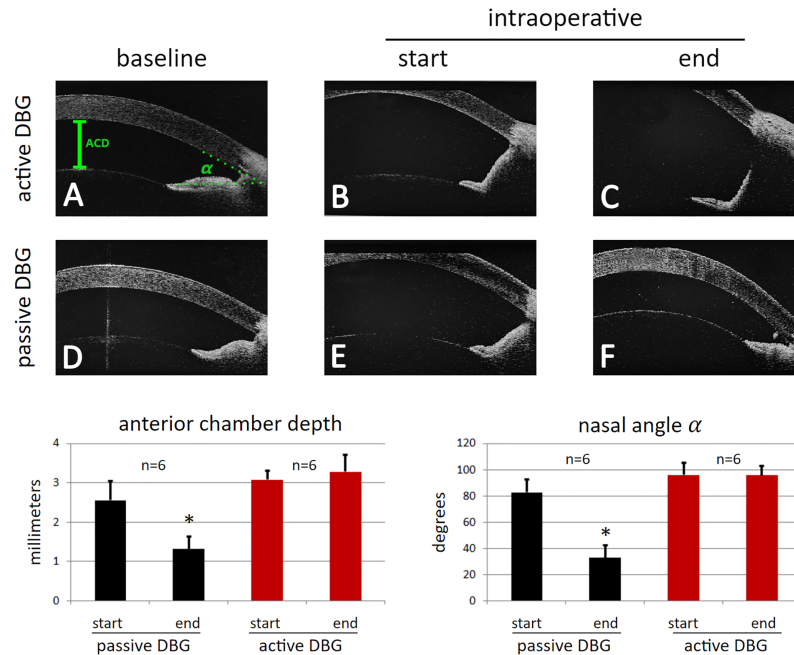 intraoperative
baseline
start
end
active DBG
ACD
α
A
B
C
passive DBG
D
E
F
anterior chamber depth
4
3
2
1
0
millimeters
n=6
n=6
*
start
end
start
end
passive DBG
active DBG
nasal angle α
120
100
80
60
40
20
0
degrees
n=6
n=6
*
start
end
start
end
passive DBG
active DBG